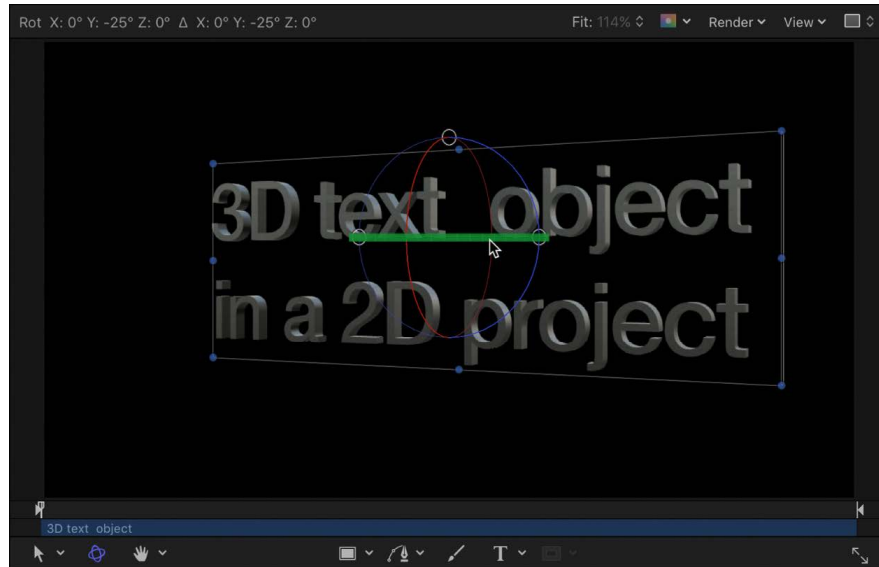 Rot X: 0° Y: -25° Z: 0° Δ X: 0° Y: -25° Z: 0° Fit: 114% Render View
3D text object
in a 2D project
3D text object
T